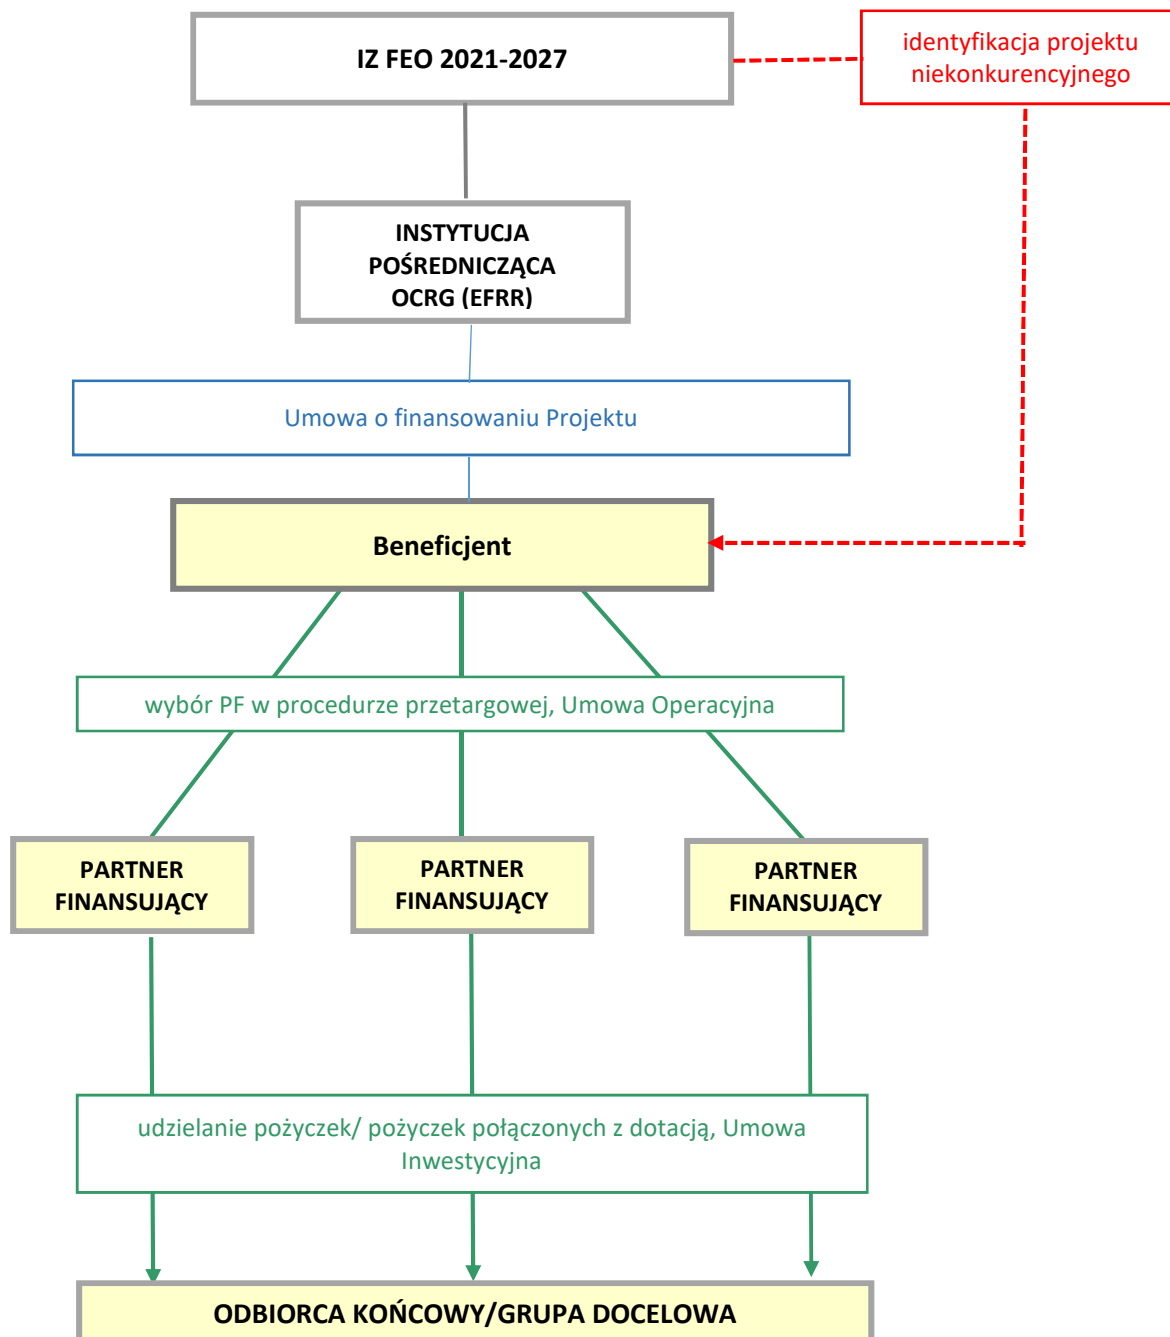 IZ FEO 2021-2027
identyfikacja projektu
niekonkurencyjnego
INSTYTUCJA
POŚREDNICZĄCA
OCRG (EFRR)
Umowa o finansowaniu Projektu
Beneficjent
wybór PF w procedurze przetargowej, Umowa Operacyjna
PARTNER
FINANSUJĄCY
PARTNER
FINANSUJĄCY
PARTNER
FINANSUJĄCY
udzielanie pożyczek/ pożyczek połączonych z dotacją, Umowa
Inwestycyjna
ODBIORCA KOŃCOWY/GRUPA DOCELOWA